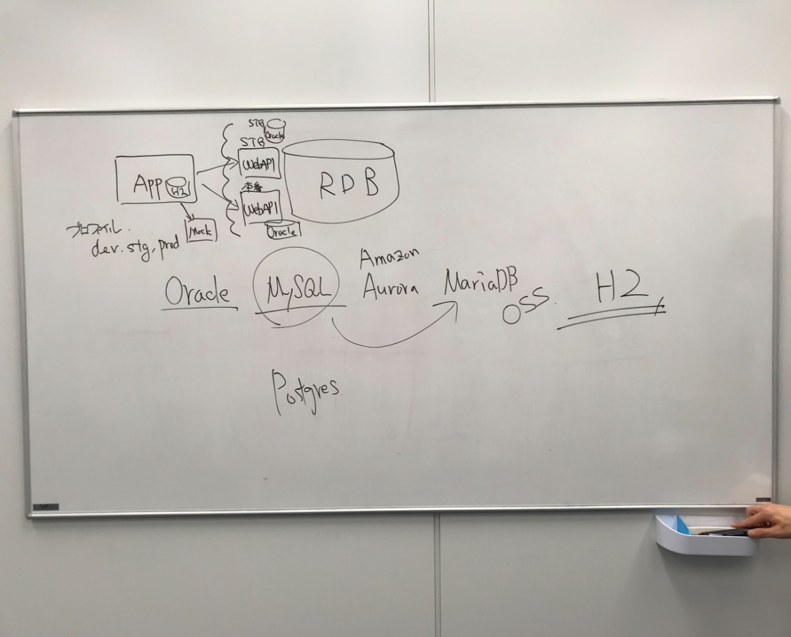 STG
Oracle
STG
WebAPI
App
H2
本番
WebAPI
Oracle
Mock
RDB
プロファイル.
dev.stg.prod
Oracle
MySQL
Amazon
Aurora
MariaDB
OSS.
H2
Postgres.